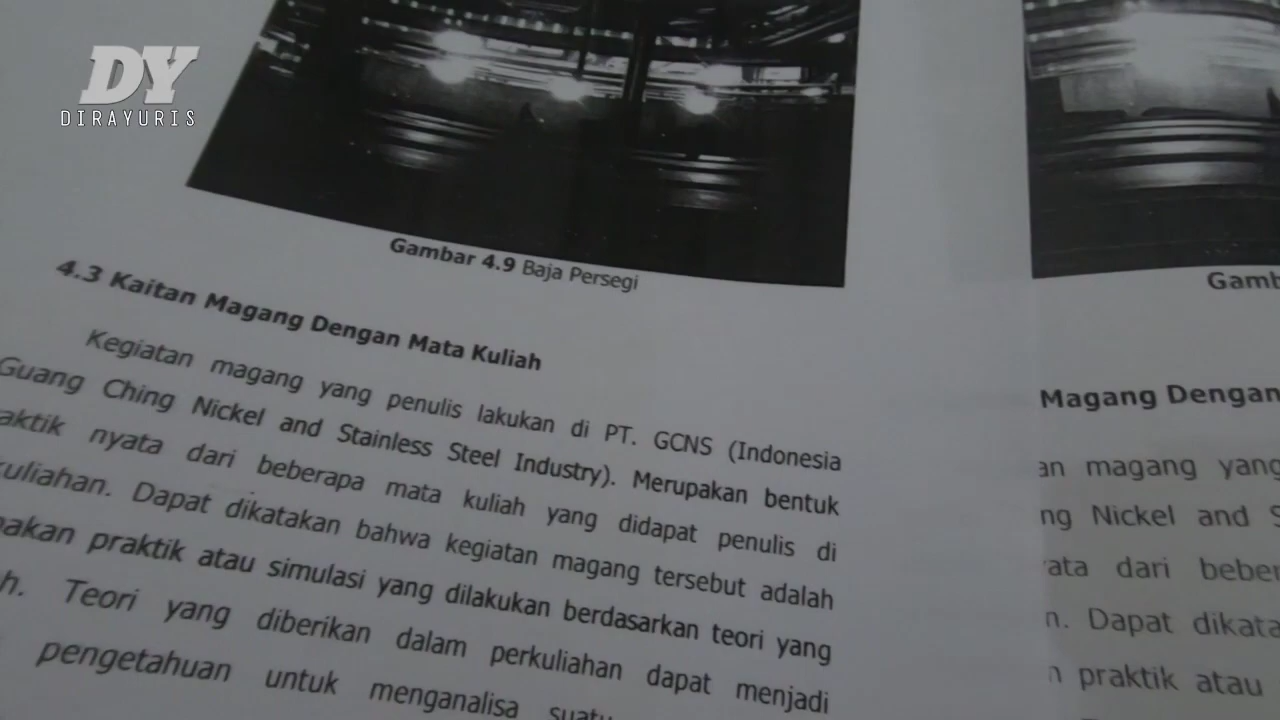 DY
DIRAYURIS
Gambar 4.9 Baja Persegi
4.3 Kaitan Magang Dengan Mata Kuliah
Kegiatan magang yang penulis lakukan di PT. GCNS (Indonesia
Guang Ching Nickel and Stainless Steel Industry). Merupakan bentuk
aktik nyata dari beberapa mata kuliah yang didapat penulis di
kuliahan. Dapat dikatakan bahwa kegiatan magang tersebut adalah
akan praktik atau simulasi yang dilakukan berdasarkan teori yang
h. Teori yang diberikan dalam perkuliahan dapat menjadi
pengetahuan untuk menganalisa suatu
Gamb
Magang Dengan
an magang yang
ng Nickel and S
ata dari beber
n. Dapat dikata
praktik atau